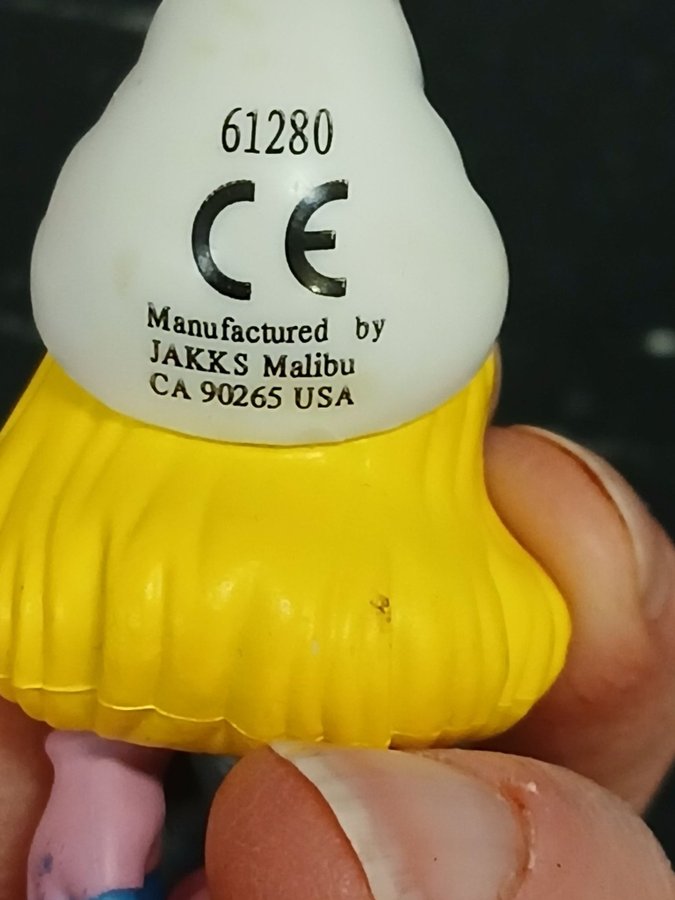 61280
CE
Manufactured by
JAKKS Malibu
CA 90265 USA